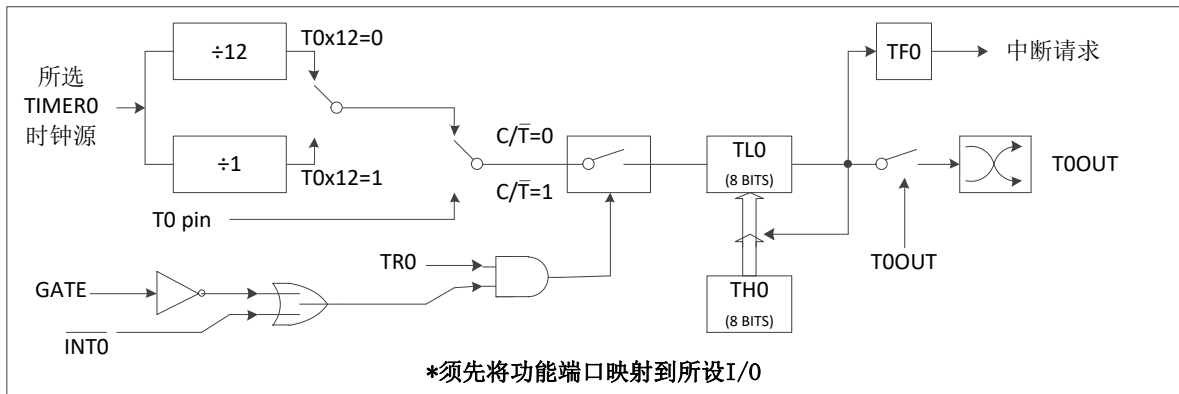 ÷12
T0x12=0
所选
TIMER0
时钟源
÷1
T0x12=1
T0 pin
C/T̅=0
C/T̅=1
TR0
GATE
I̅N̅T̅0̅
TL0
(8 BITS)
TH0
(8 BITS)
TF0
中断请求
T0OUT
T0OUT
*须先将功能端口映射到所设I/O